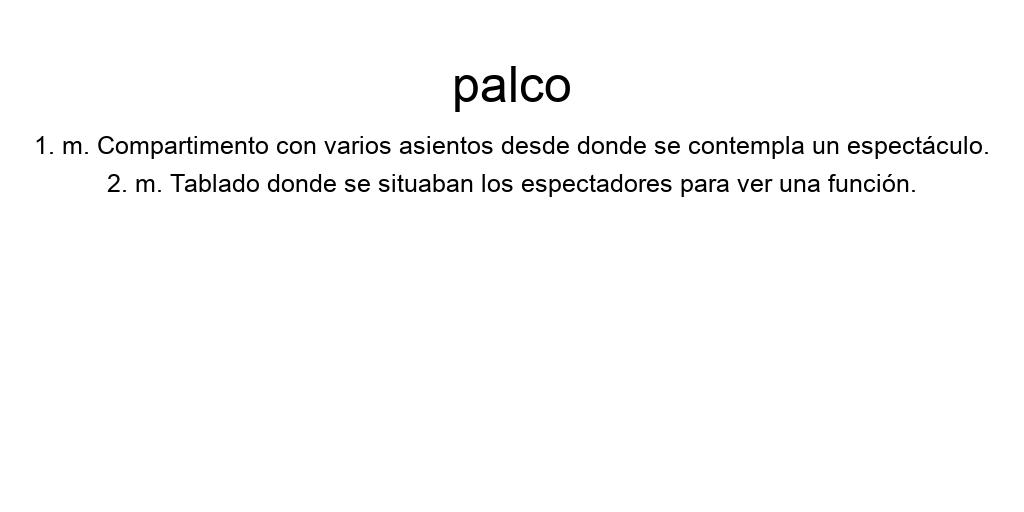 palco
1. m. Compartimento con varios asientos desde donde se contempla un espectáculo.
2. m. Tablado donde se situaban los espectadores para ver una función.